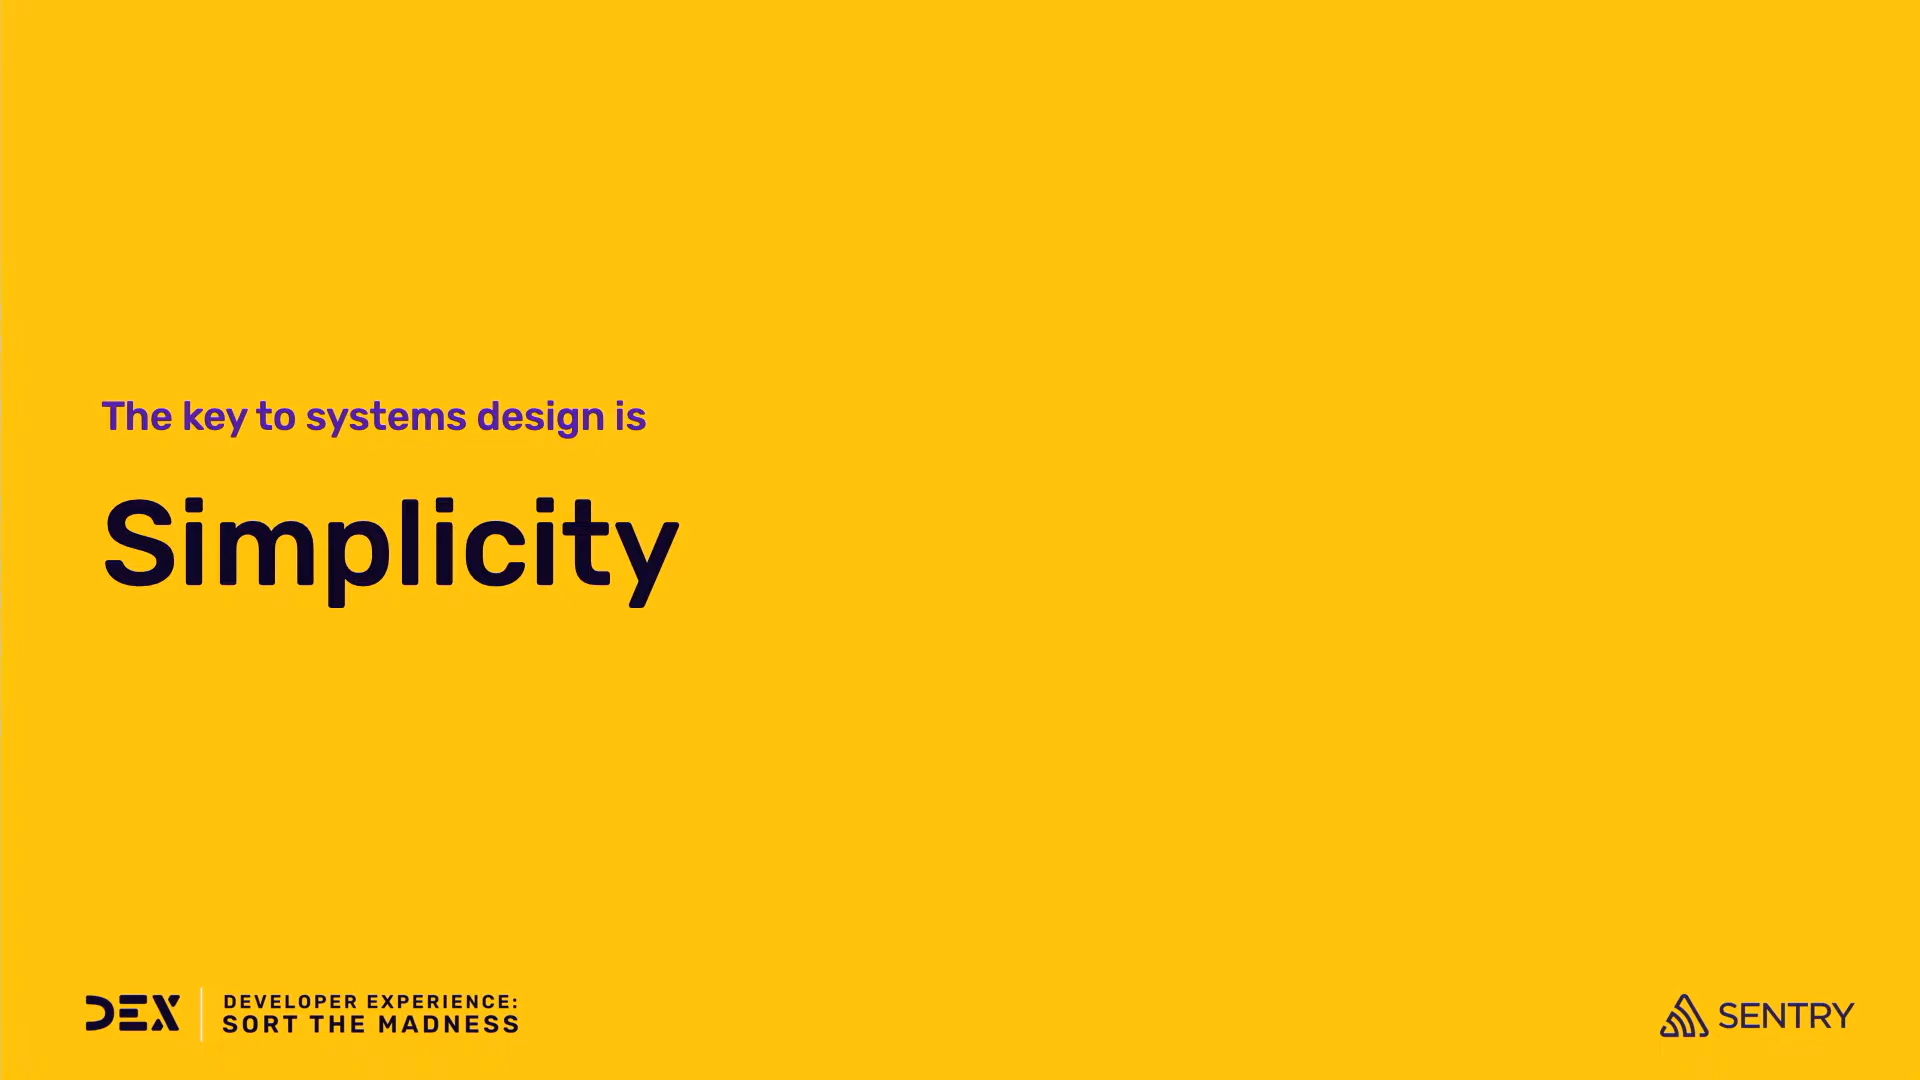 The key to systems design is
Simplicity
DEX
DEVELOPER EXPERIENCE:
SORT THE MADNESS
SENTRY